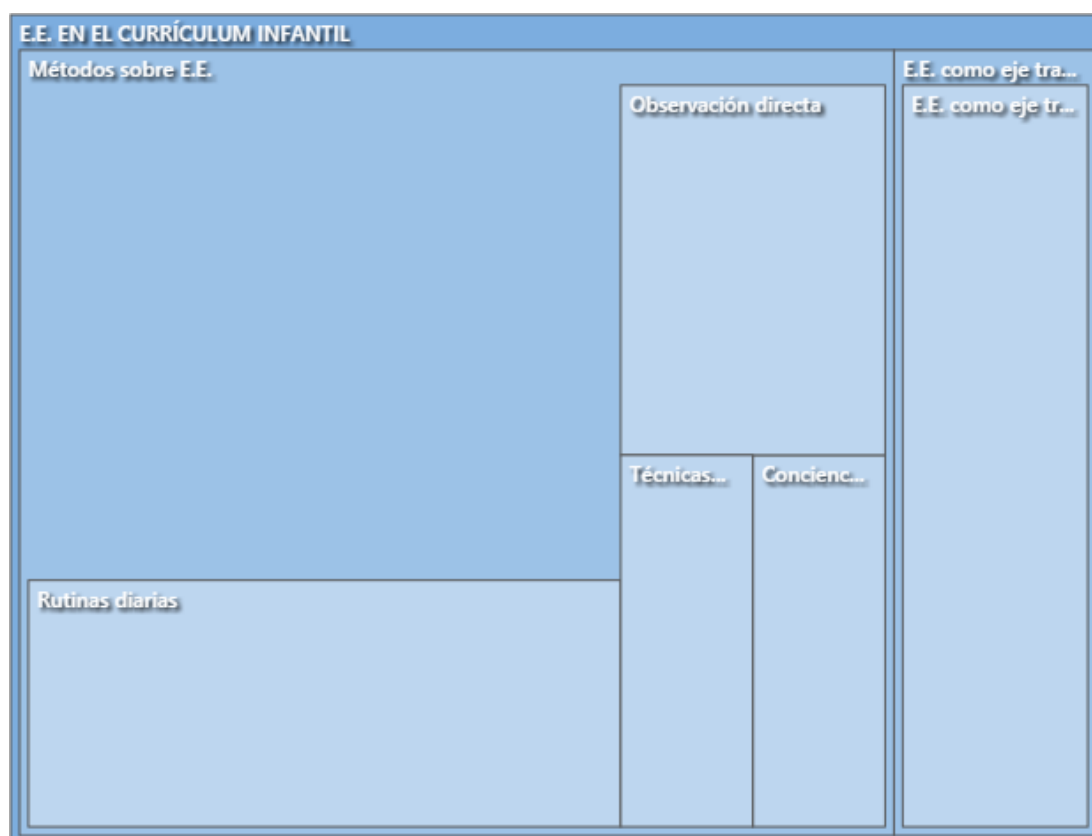 E.E. EN EL CURRÍCULUM INFANTIL
Métodos sobre E.E.
E.E. como eje tra...
Observación directa
E.E. como eje tr...
Técnicas...
Concienc...
Rutinas diarias